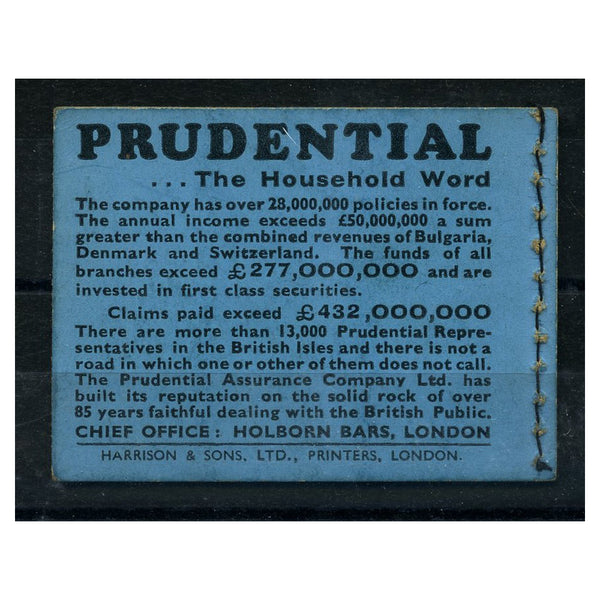 PRUDENTIAL
... The Household Word
The company has over 28,000,000 policies in force.
The annual income exceeds £50,000,000 a sum
greater than the combined revenues of Bulgaria,
Denmark and Switzerland. The funds of all
branches exceed £277,000,000 and are
invested in first class securities.
Claims paid exceed £432,000,000
There are more than 13,000 Prudential Repre-
sentatives in the British Isles and there is not a
road in which one or other of them does not call.
The Prudential Assurance Company Ltd. has
built its reputation on the solid rock of over
85 years faithful dealing with the British Public.
CHIEF OFFICE: HOLBORN BARS, LONDON
HARRISON & SONS, LTD., PRINTERS, LONDON.